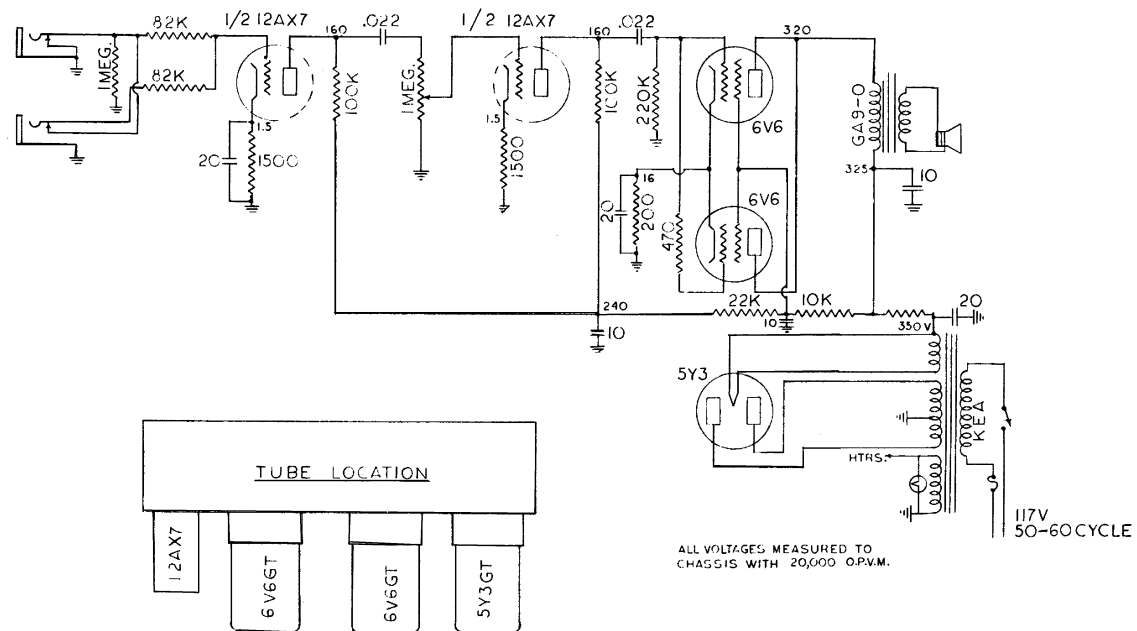 82K
1/2 12AX7
160
.022
1/2 12AX7
160
.022
320
1MEG.
82K
100K
1MEG.
100K
220K
6V6
GA9-0
1.5
1.5
325
20
1500
1500
16
20
200
470
6V6
10
240
22K
10K
10
10
350V
20
5Y3
KEA
HTRS.
117V
50-60 CYCLE
TUBE LOCATION
12AX7
6V6GT
6V6GT
5Y3GT
ALL VOLTAGES MEASURED TO
CHASSIS WITH 20,000 O.P.V.M.